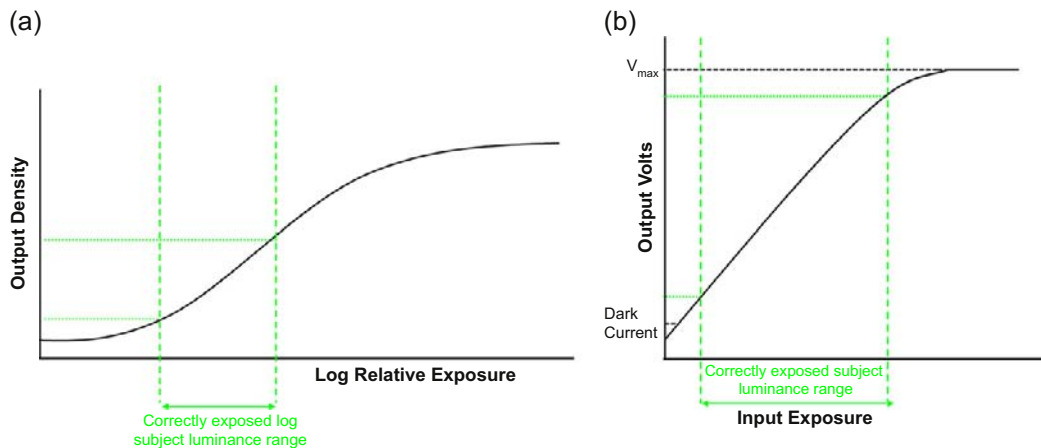 (a)
Output Density
Log Relative Exposure
Correctly exposed log
subject luminance range
(b)
Vmax
Output Volts
Dark
Current
Correctly exposed subject
luminance range
Input Exposure